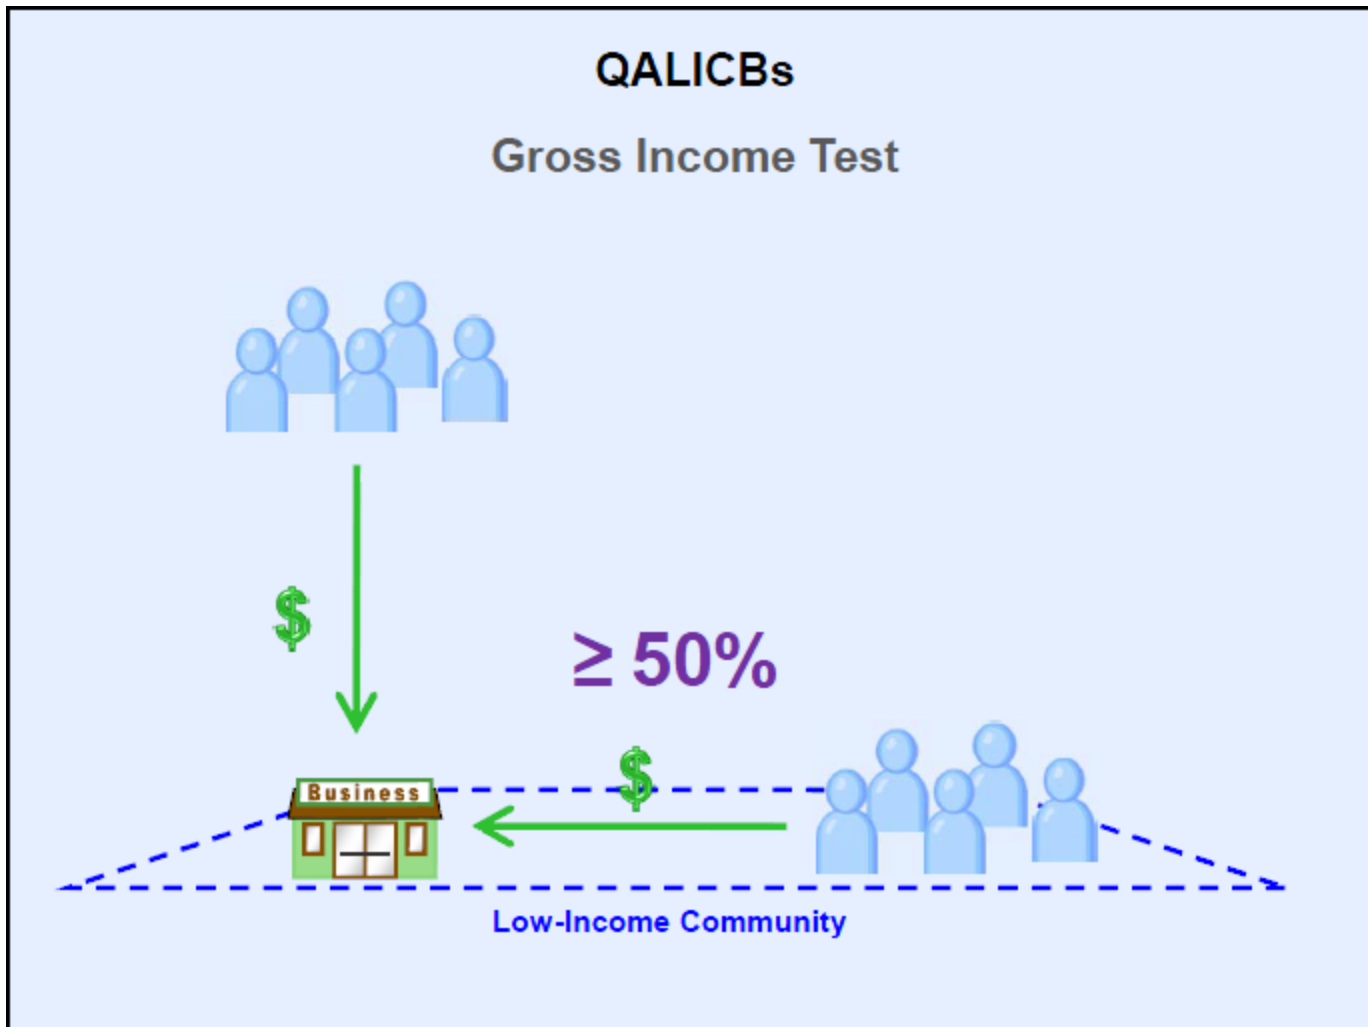 QALICBs
Gross Income Test
$
≥ 50%
$
Business
Low-Income Community